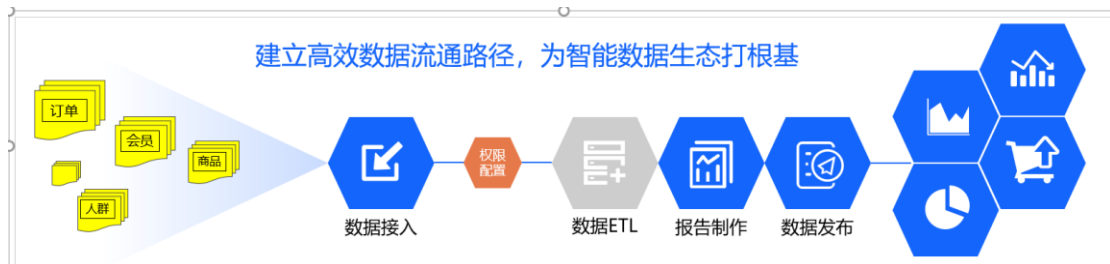 建立高效数据流通路径，为智能数据生态打根基
订单
会员
商品
人群
权限
配置
数据接入
数据ETL
报告制作
数据发布